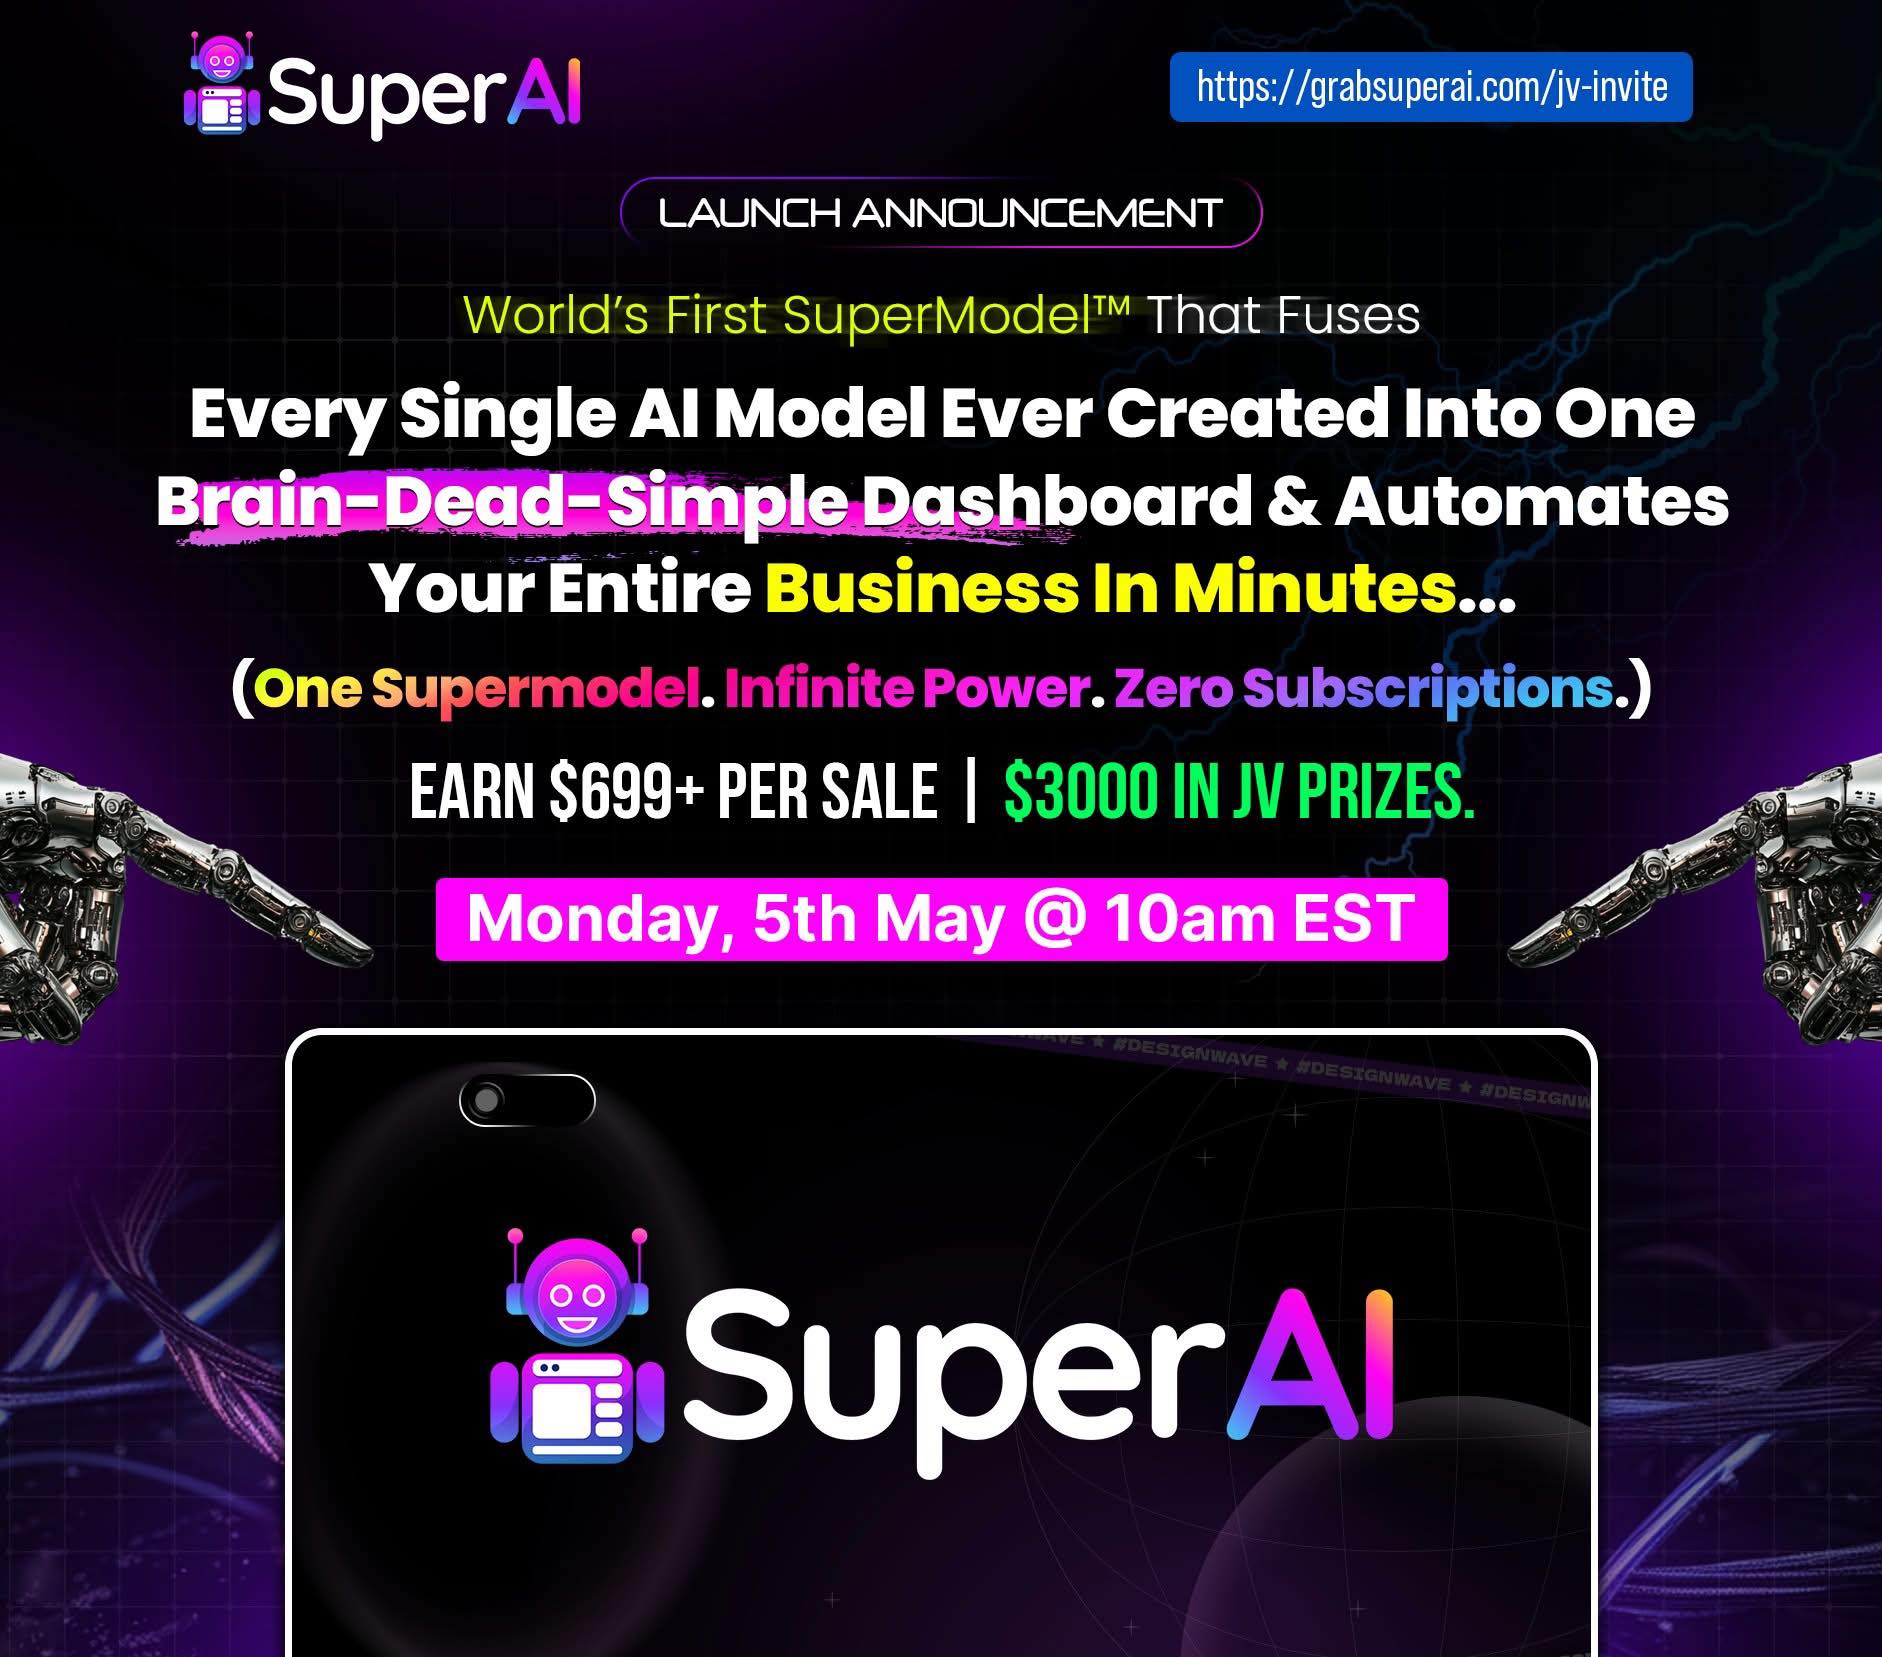 SuperAI
https://grabsuperai.com/jv-invite
LAUNCH ANNOUNCEMENT
World's First SuperModel™ That Fuses
Every Single AI Model Ever Created Into One
Brain-Dead-Simple Dashboard & Automates
Your Entire Business In Minutes...
(One Supermodel. Infinite Power. Zero Subscriptions.)
EARN $699+ PER SALE | $3000 IN JV PRIZES.
Monday, 5th May @ 10am EST
★ #DESIGNWAVE ★ #DESIGNWAVE ★
SuperAI